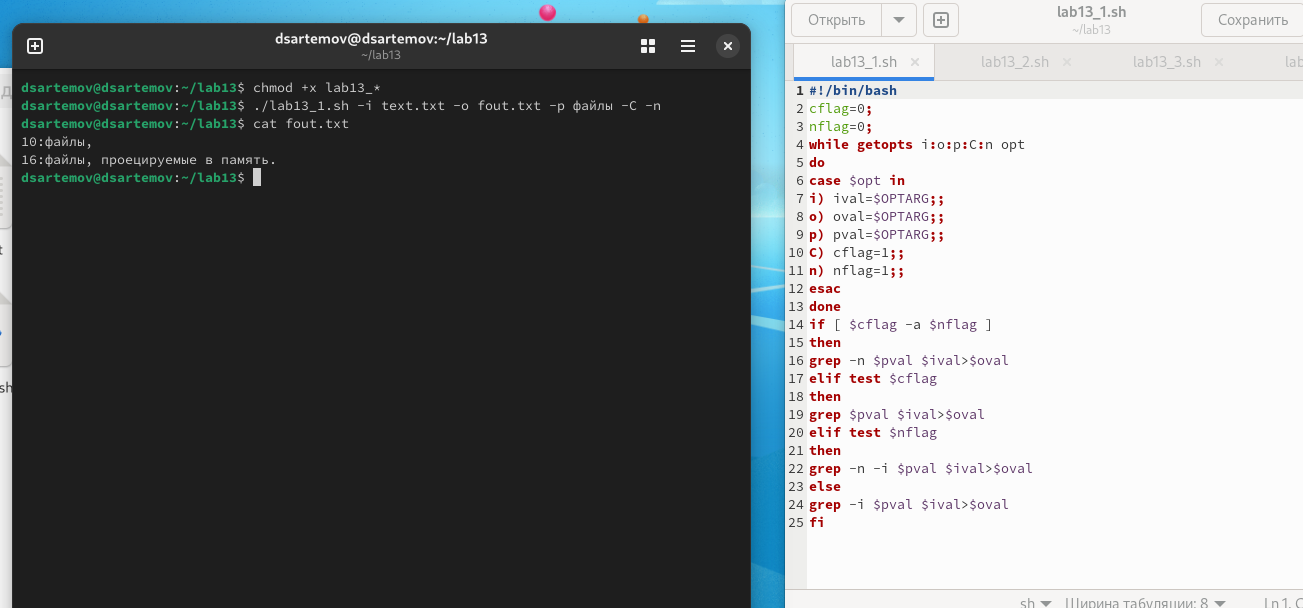 dsartemov@dsartemov:~/lab13
~/lab13
dsartemov@dsartemov:~/lab13$ chmod +x lab13_*
dsartemov@dsartemov:~/lab13$ ./lab13_1.sh -i text.txt -o fout.txt -p файлы -C -n
dsartemov@dsartemov:~/lab13$ cat fout.txt
10:файлы,
16:файлы, проецируемые в память.
dsartemov@dsartemov:~/lab13$
Открыть
lab13_1.sh
~/lab13
Сохранить
lab13_1.sh
lab13_2.sh
lab13_3.sh
lab
1 #!/bin/bash
2 cflag=0;
3 nflag=0;
4 while getopts i:o:p:C:n opt
5 do
6 case $opt in
7 i) ival=$OPTARG;;
8 o) oval=$OPTARG;;
9 p) pval=$OPTARG;;
10 C) cflag=1;;
11 n) nflag=1;;
12 esac
13 done
14 if [ $cflag -a $nflag ]
15 then
16 grep -n $pval $ival>$oval
17 elif test $cflag
18 then
19 grep $pval $ival>$oval
20 elif test $nflag
21 then
22 grep -n -i $pval $ival>$oval
23 else
24 grep -i $pval $ival>$oval
25 fi
sh
Ширина табуляции: 8
Ln 1, C
sh